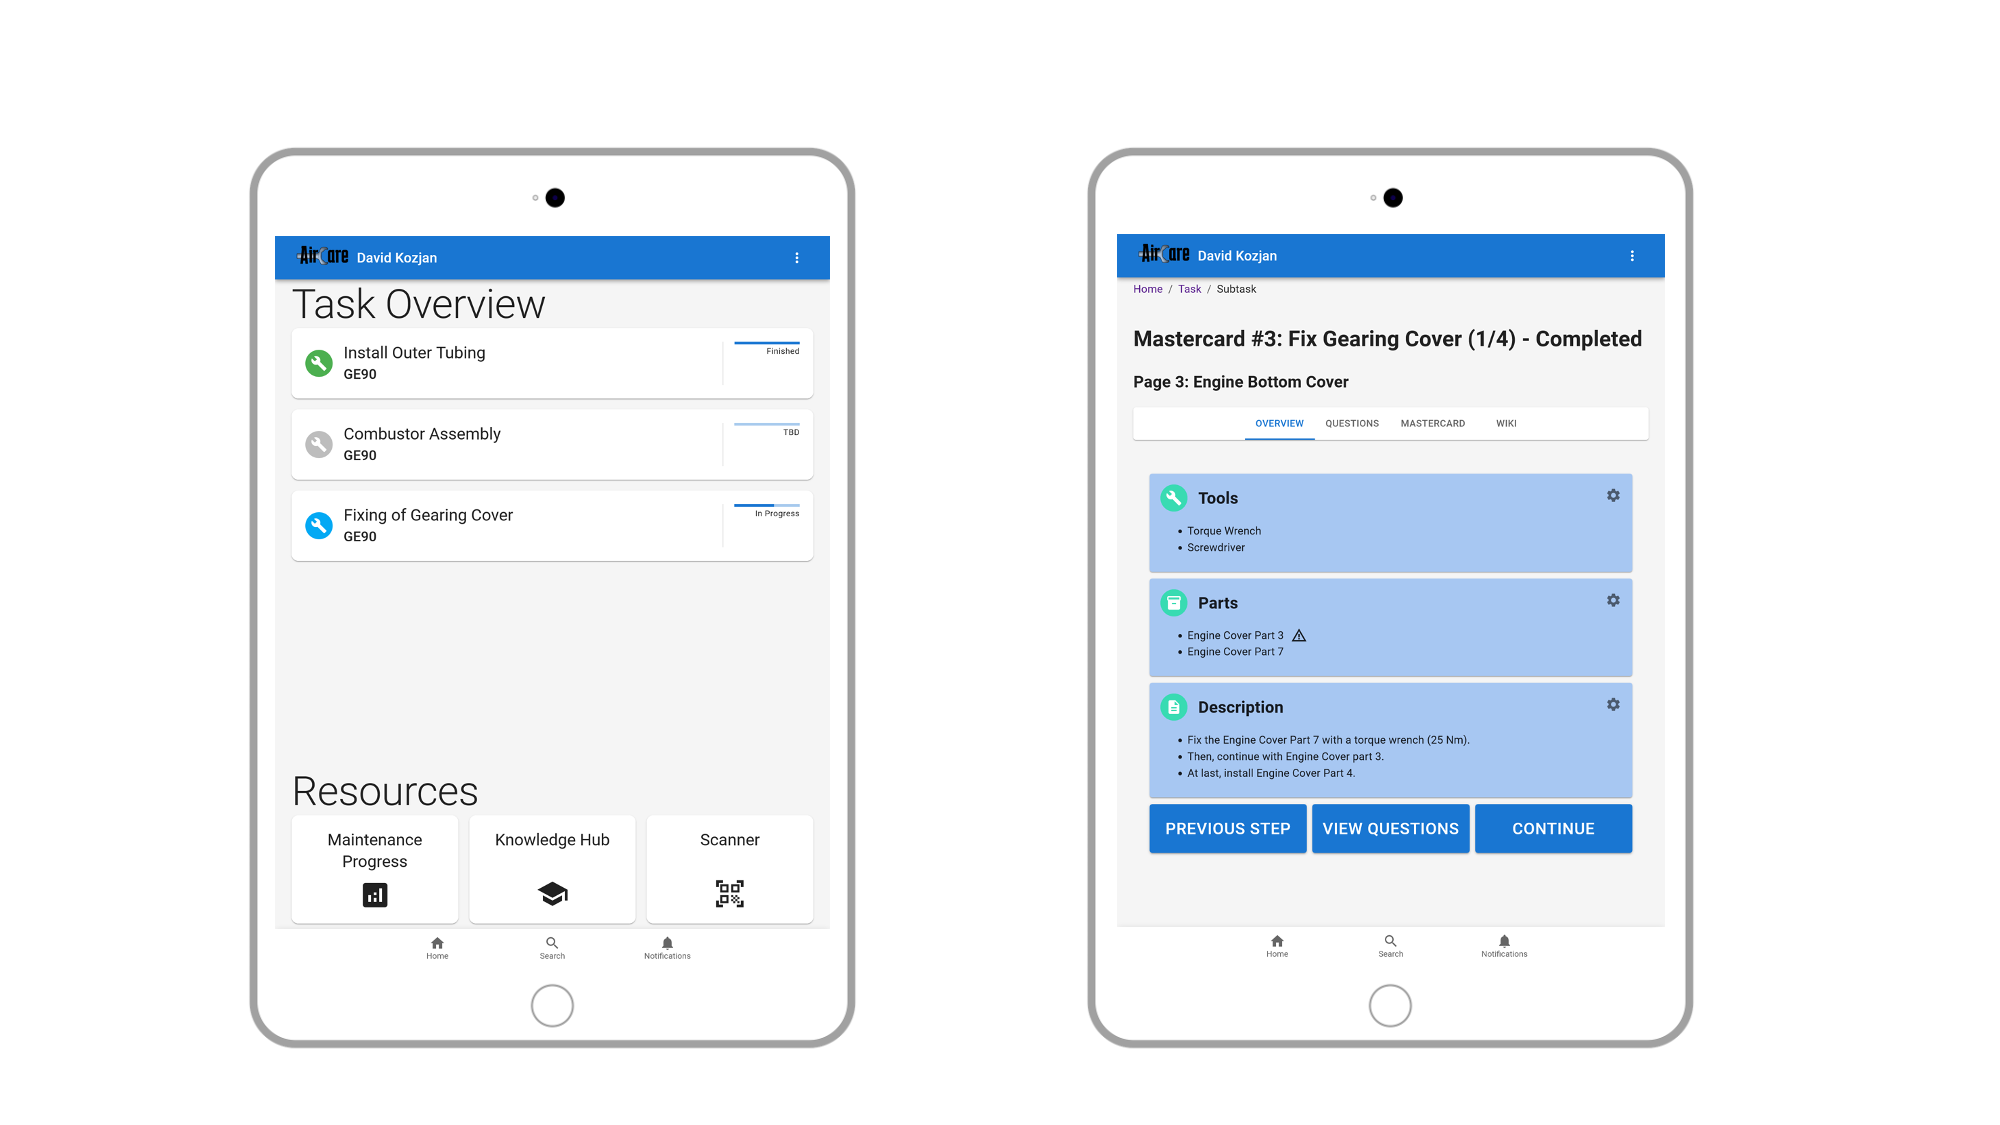 AirCare David Kozjan
Task Overview
Install Outer Tubing
GE90
Finished
Combustor Assembly
GE90
TBD
Fixing of Gearing Cover
GE90
In Progress
Resources
Maintenance
Progress
Knowledge Hub
Scanner
Home
Search
Notifications
AirCare David Kozjan
Home / Task / Subtask
Mastercard #3: Fix Gearing Cover (1/4) - Completed
Page 3: Engine Bottom Cover
OVERVIEW QUESTIONS MASTERCARD WIKI
Tools
• Torque Wrench
• Screwdriver
Parts
• Engine Cover Part 3
• Engine Cover Part 7
Description
• Fix the Engine Cover Part 7 with a torque wrench (25 Nm).
• Then, continue with Engine Cover part 3.
• At last, install Engine Cover Part 4.
PREVIOUS STEP VIEW QUESTIONS CONTINUE
Home
Search
Notifications